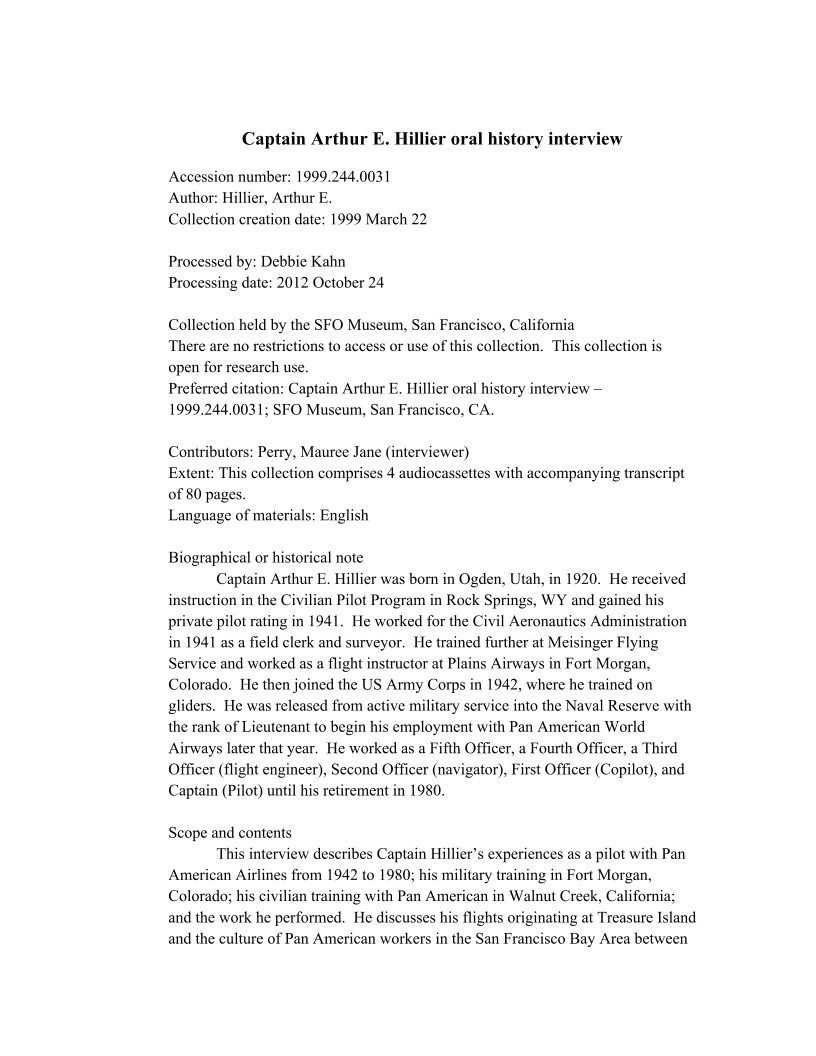 Captain Arthur E. Hillier oral history interview
Accession number: 1999.244.0031
Author: Hillier, Arthur E.
Collection creation date: 1999 March 22
Processed by: Debbie Kahn
Processing date: 2012 October 24
Collection held by the SFO Museum, San Francisco, California
There are no restrictions to access or use of this collection.  This collection is
open for research use.
Preferred citation: Captain Arthur E. Hillier oral history interview –
1999.244.0031; SFO Museum, San Francisco, CA.
Contributors: Perry, Mauree Jane (interviewer)
Extent: This collection comprises 4 audiocassettes with accompanying transcript
of 80 pages.
Language of materials: English
Biographical or historical note
Captain Arthur E. Hillier was born in Ogden, Utah, in 1920.  He received
instruction in the Civilian Pilot Program in Rock Springs, WY and gained his
private pilot rating in 1941.  He worked for the Civil Aeronautics Administration
in 1941 as a field clerk and surveyor.  He trained further at Meisinger Flying
Service and worked as a flight instructor at Plains Airways in Fort Morgan,
Colorado.  He then joined the US Army Corps in 1942, where he trained on
gliders.  He was released from active military service into the Naval Reserve with
the rank of Lieutenant to begin his employment with Pan American World
Airways later that year.  He worked as a Fifth Officer, a Fourth Officer, a Third
Officer (flight engineer), Second Officer (navigator), First Officer (Copilot), and
Captain (Pilot) until his retirement in 1980.
Scope and contents
This interview describes Captain Hillier’s experiences as a pilot with Pan
American Airlines from 1942 to 1980; his military training in Fort Morgan,
Colorado; his civilian training with Pan American in Walnut Creek, California;
and the work he performed.  He discusses his flights originating at Treasure Island
and the culture of Pan American workers in the San Francisco Bay Area between